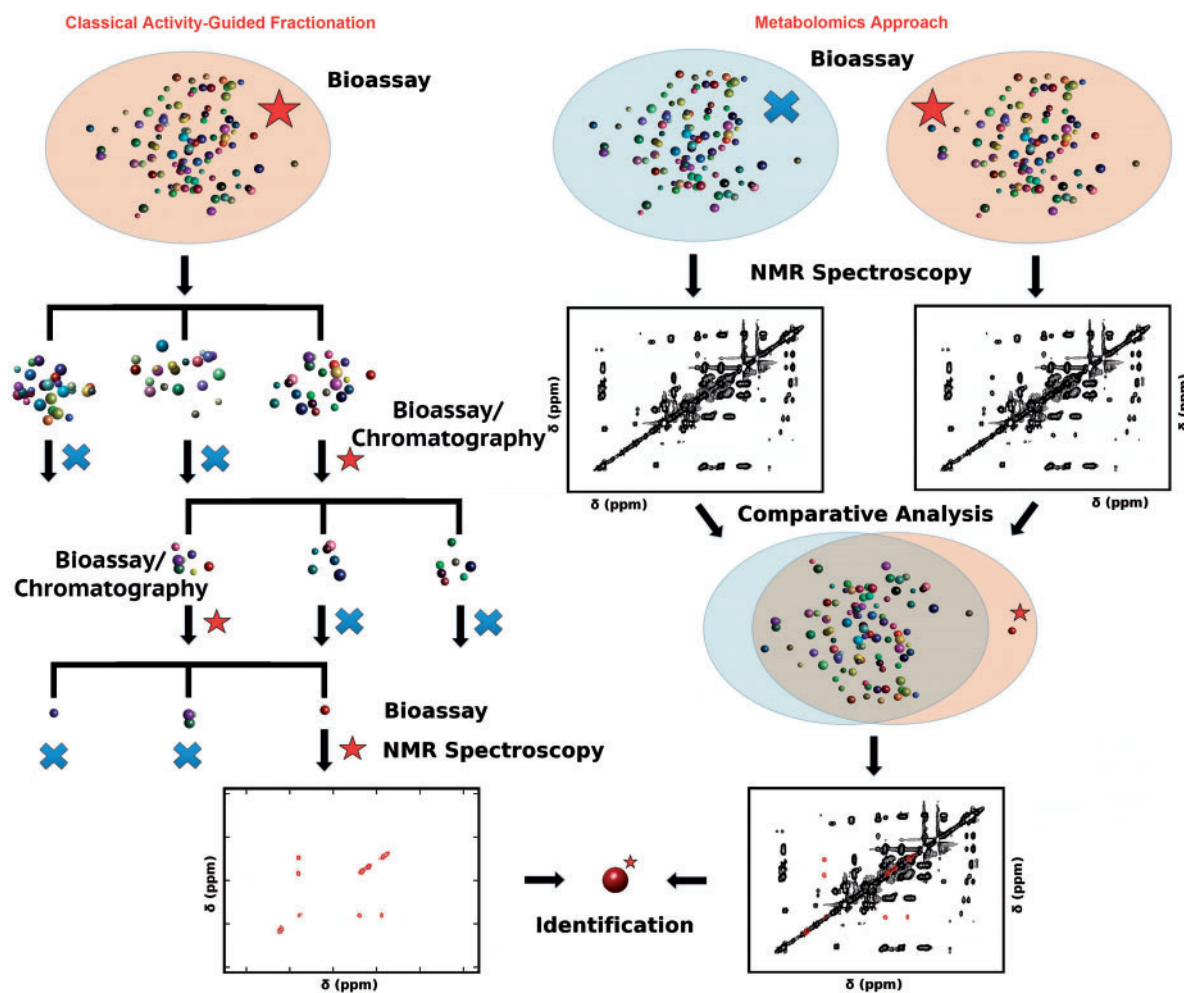 Classical Activity-Guided Fractionation
Bioassay
Bioassay/
Chromatography
Bioassay/
Chromatography
Bioassay
NMR Spectroscopy
δ (ppm)
δ (ppm)
Metabolomics Approach
Bioassay
NMR Spectroscopy
δ (ppm)
δ (ppm)
δ (ppm)
δ (ppm)
Comparative Analysis
δ (ppm)
δ (ppm)
Identification